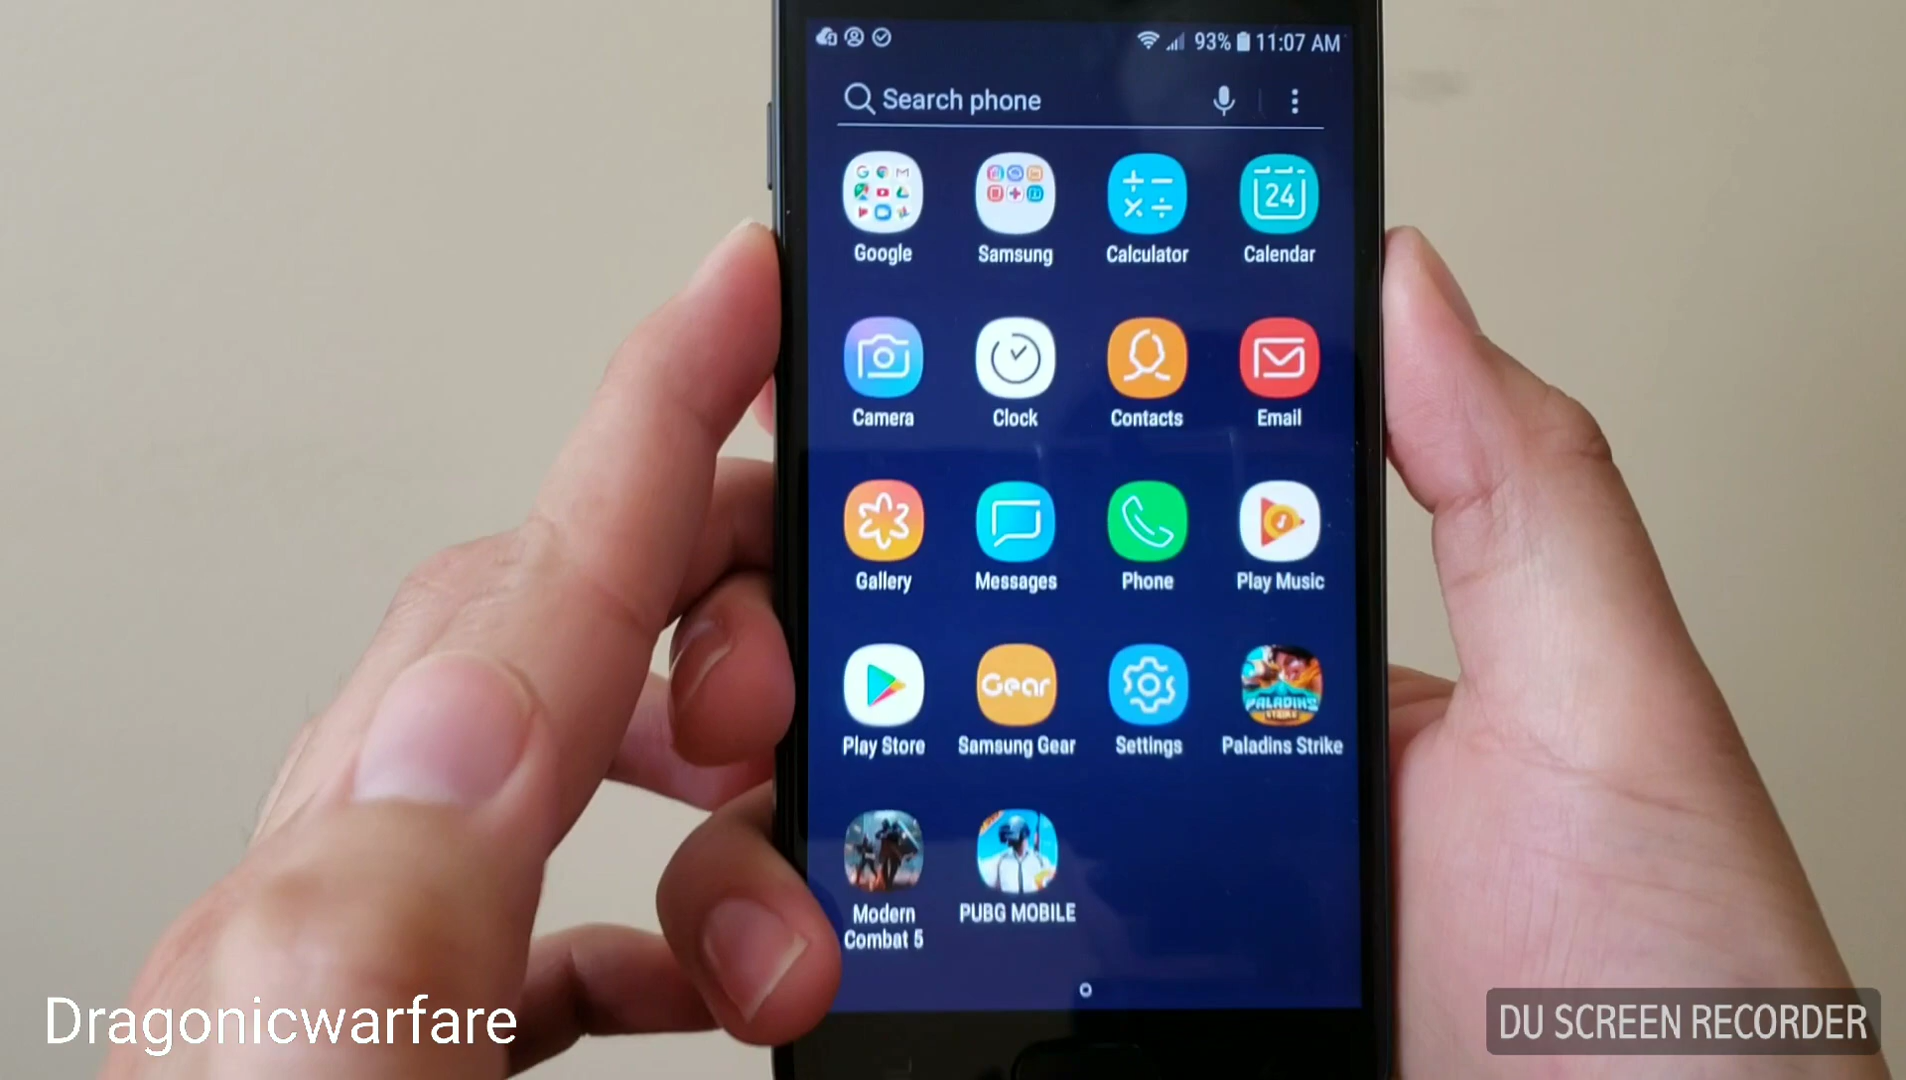 93% 11:07 AM
Search phone
Google Samsung Calculator Calendar
24
Camera Clock Contacts Email
Gallery Messages Phone Play Music
Gear
PALADINS
STRIKE
Play Store Samsung Gear Settings Paladins Strike
Modern
Combat 5
PUBG MOBILE
Dragonicwarfare
DU SCREEN RECORDER